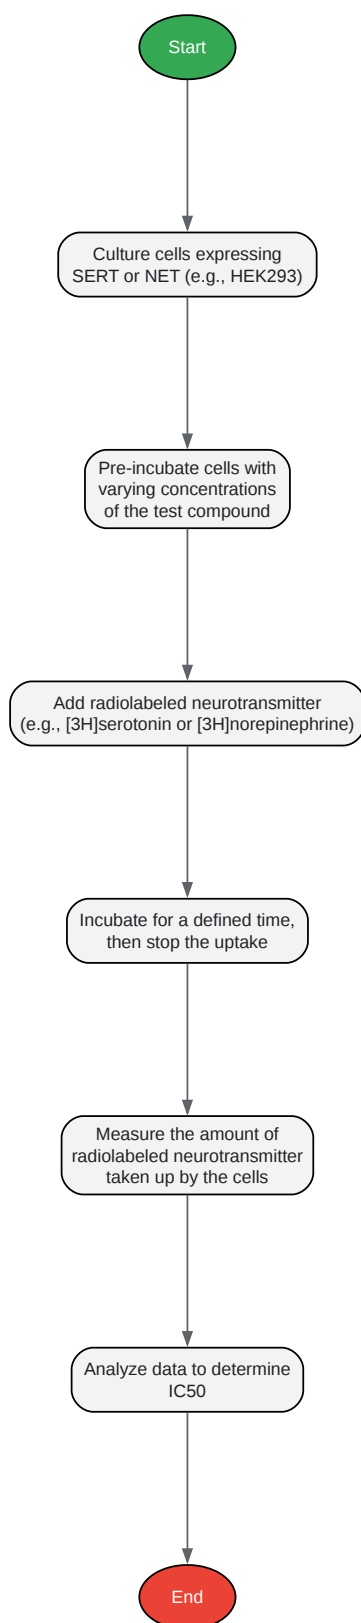 Start
Culture cells expressing
SERT or NET (e.g., HEK293)
Pre-incubate cells with
varying concentrations
of the test compound
Add radiolabeled neurotransmitter
(e.g., [3H]serotonin or [3H]norepinephrine)
Incubate for a defined time,
then stop the uptake
Measure the amount of
radiolabeled neurotransmitter
taken up by the cells
Analyze data to determine
IC50
End